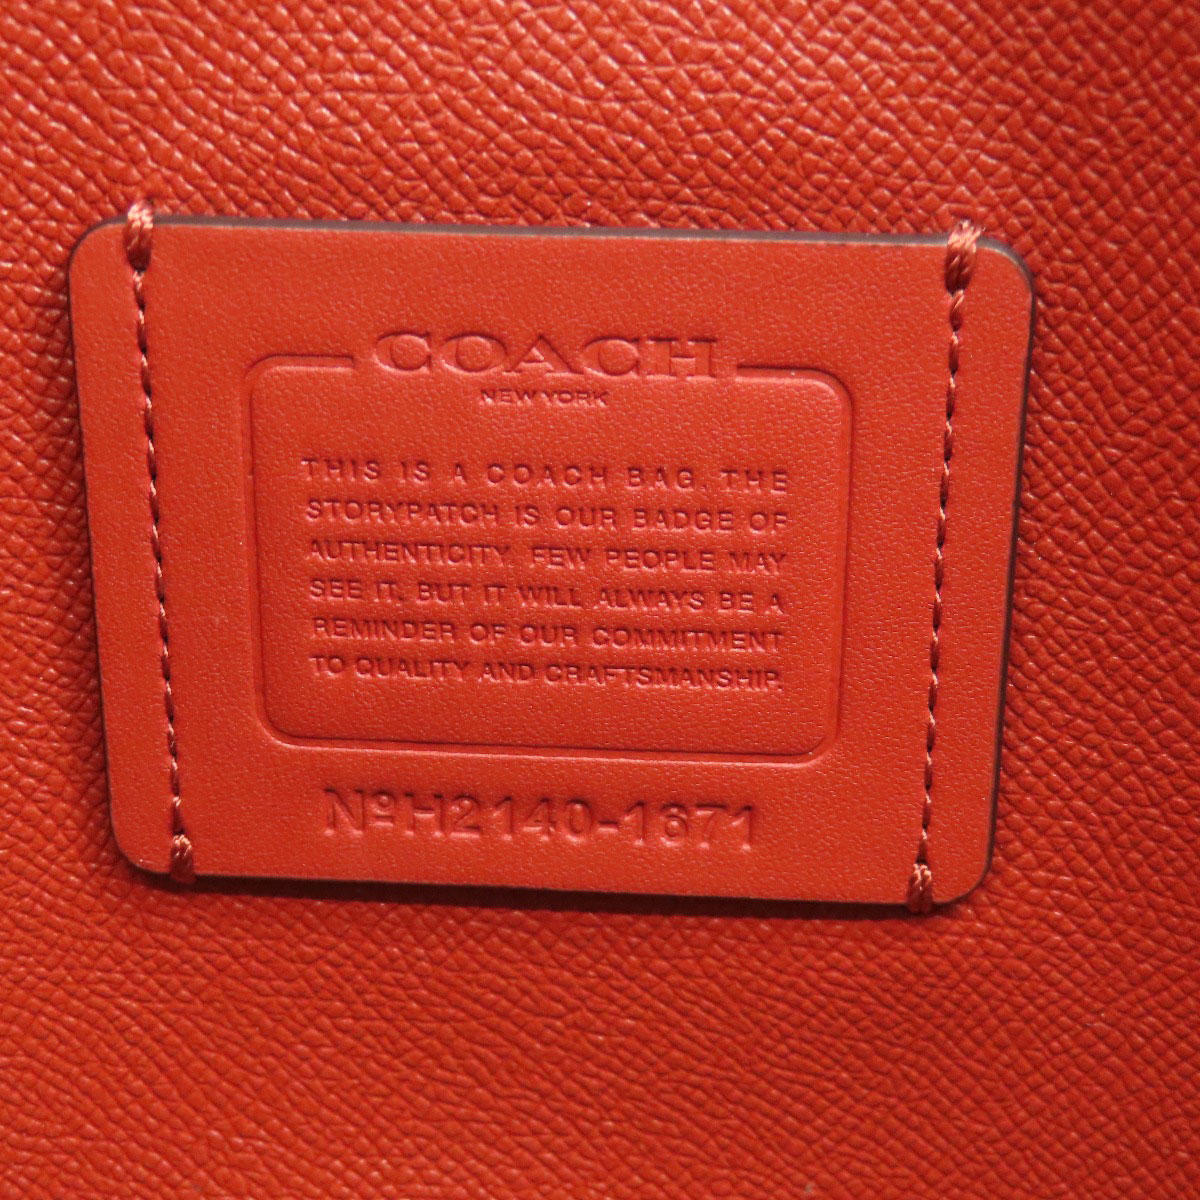 COACH
NEW YORK
THIS IS A COACH BAG. THE
STORYPATCH IS OUR BADGE OF
AUTHENTICITY. FEW PEOPLE MAY
SEE IT, BUT IT WILL ALWAYS BE A
REMINDER OF OUR COMMITMENT
TO QUALITY AND CRAFTSMANSHIP.
NºH2140-1671